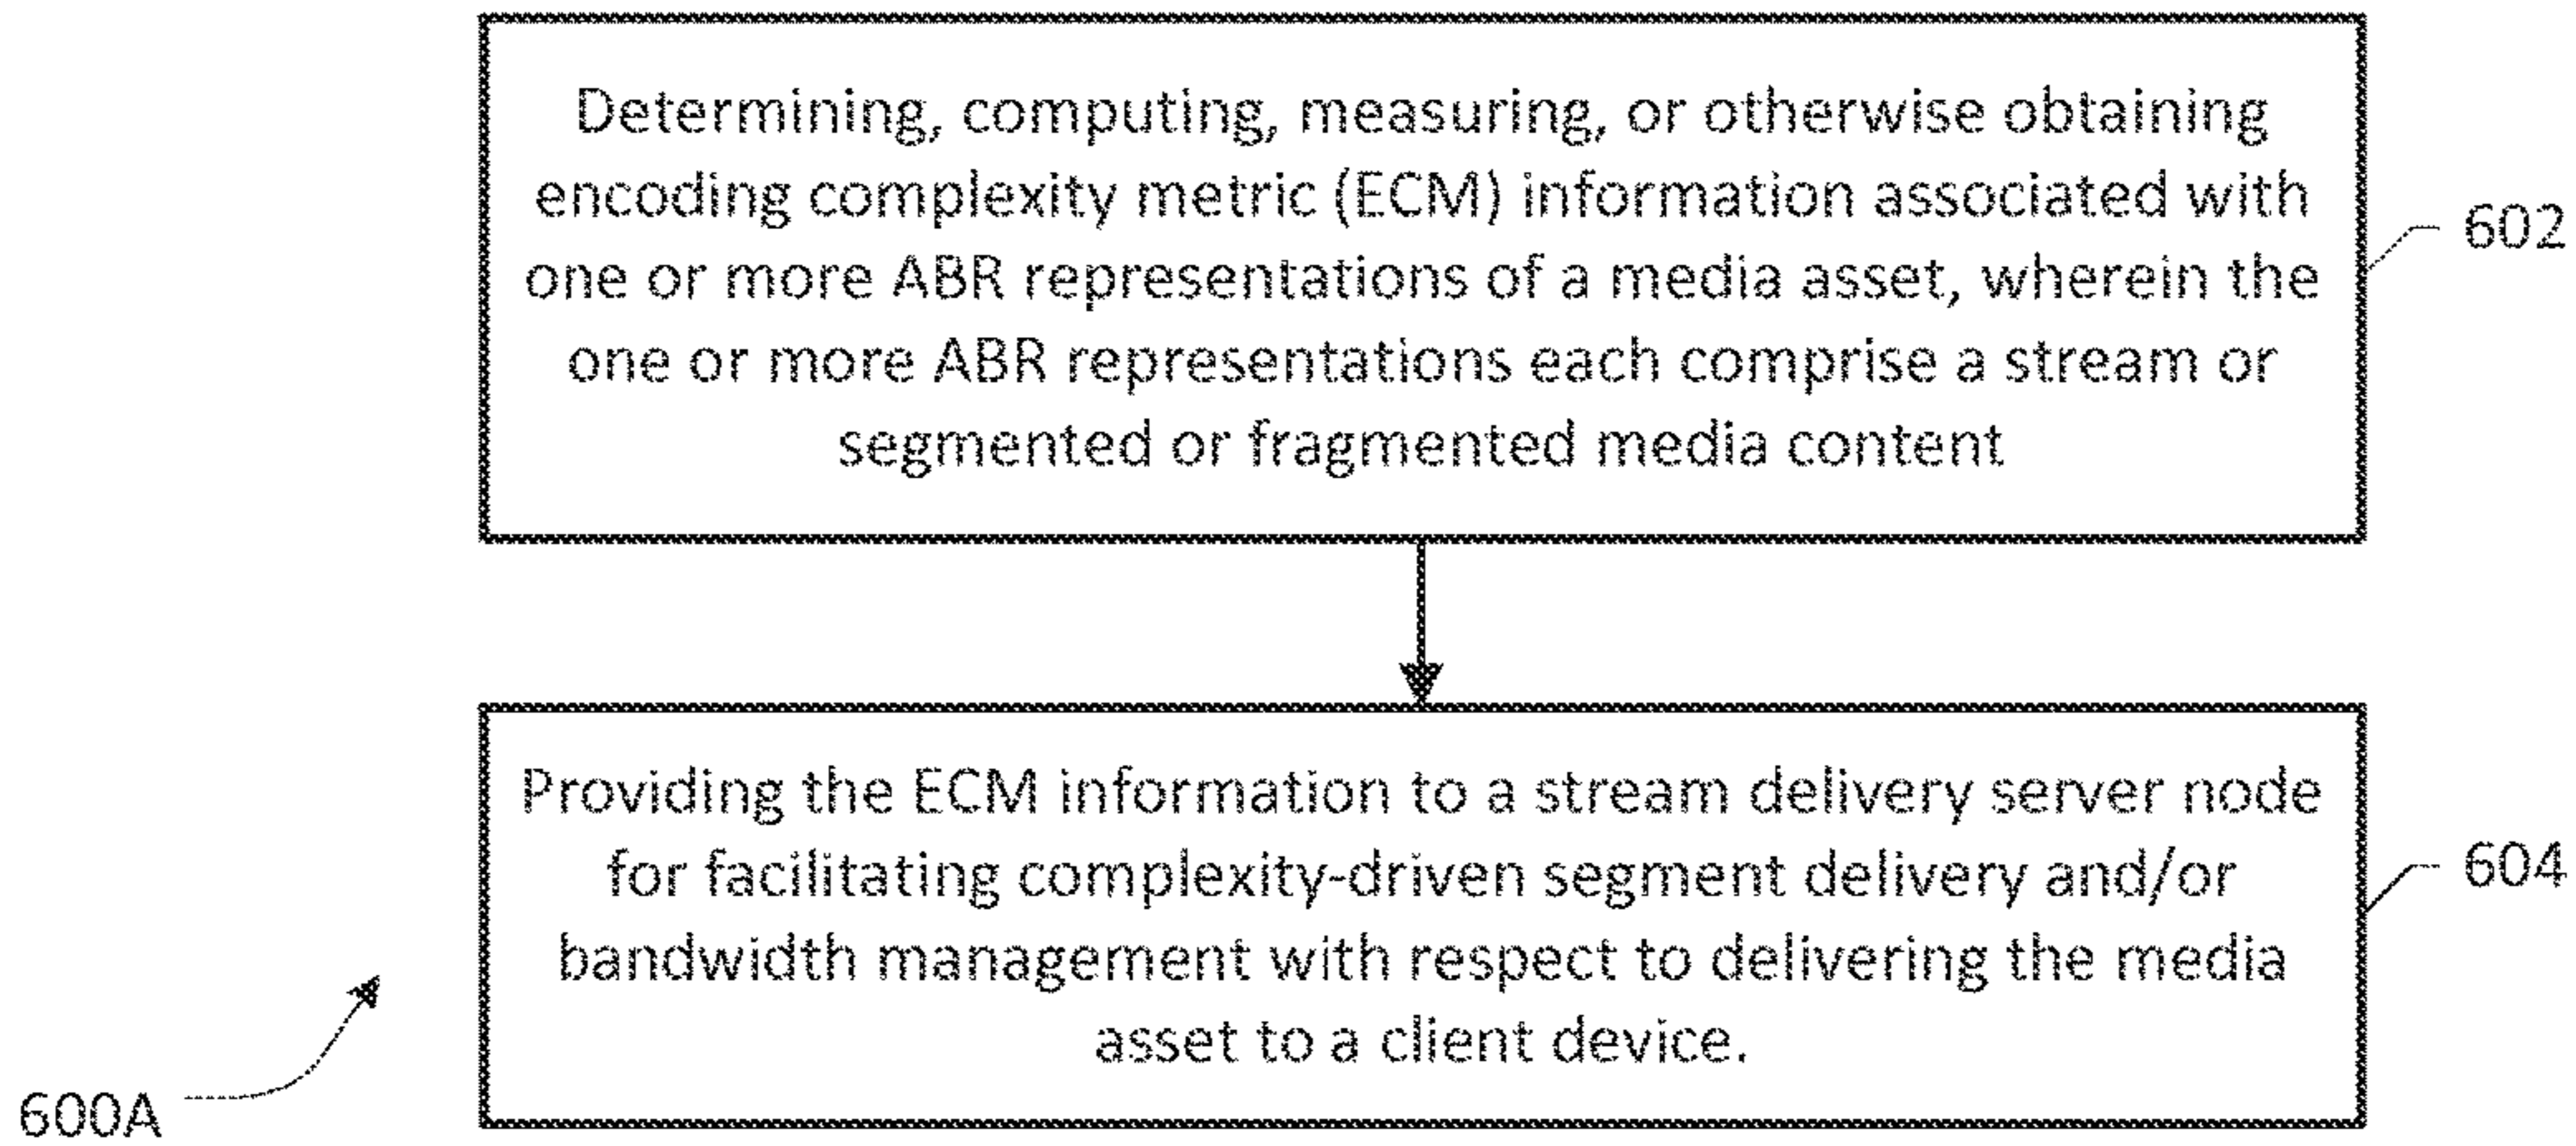 Determining, computing, measuring, or otherwise obtaining
encoding complexity metric (ECM) information associated with
one or more ABR representations of a media asset, wherein the
one or more ABR representations each comprise a stream or
segmented or fragmented media content
602
Providing the ECM information to a stream delivery server node
for facilitating complexity-driven segment delivery and/or
bandwidth management with respect to delivering the media
asset to a client device.
604
600A